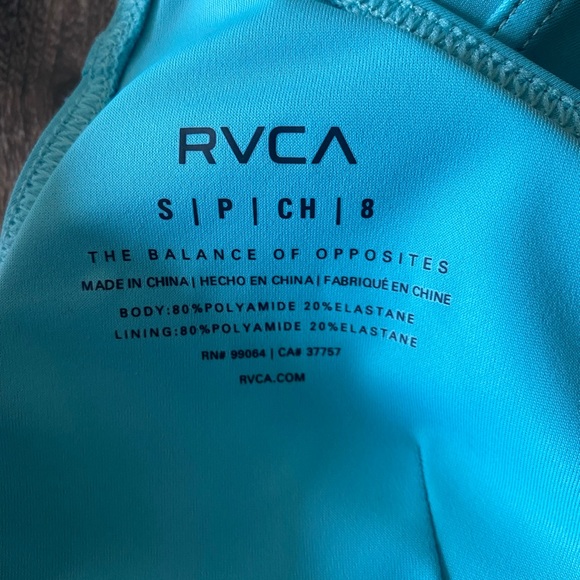 RVCA
S | P | CH | 8
THE BALANCE OF OPPOSITES
MADE IN CHINA | HECHO EN CHINA | FABRIQUÉ EN CHINE
BODY:80%POLYAMIDE 20%ELASTANE
LINING:80%POLYAMIDE 20%ELASTANE
RN# 99064 | CA# 37757
RVCA.COM